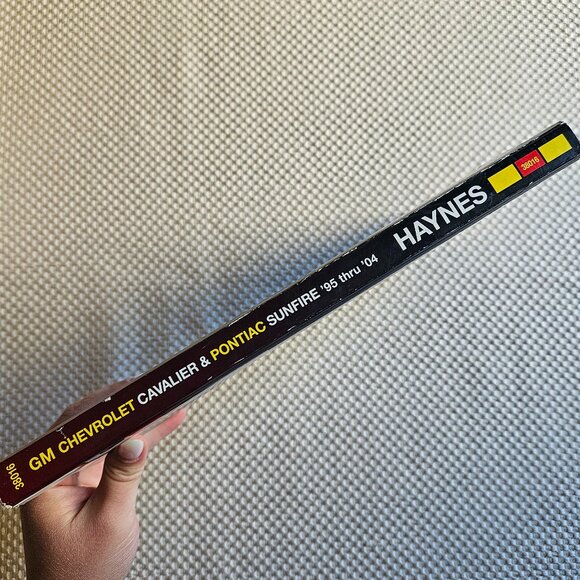 38016 GM CHEVROLET CAVALIER & PONTIAC SUNFIRE '95 thru '04 HAYNES 38016